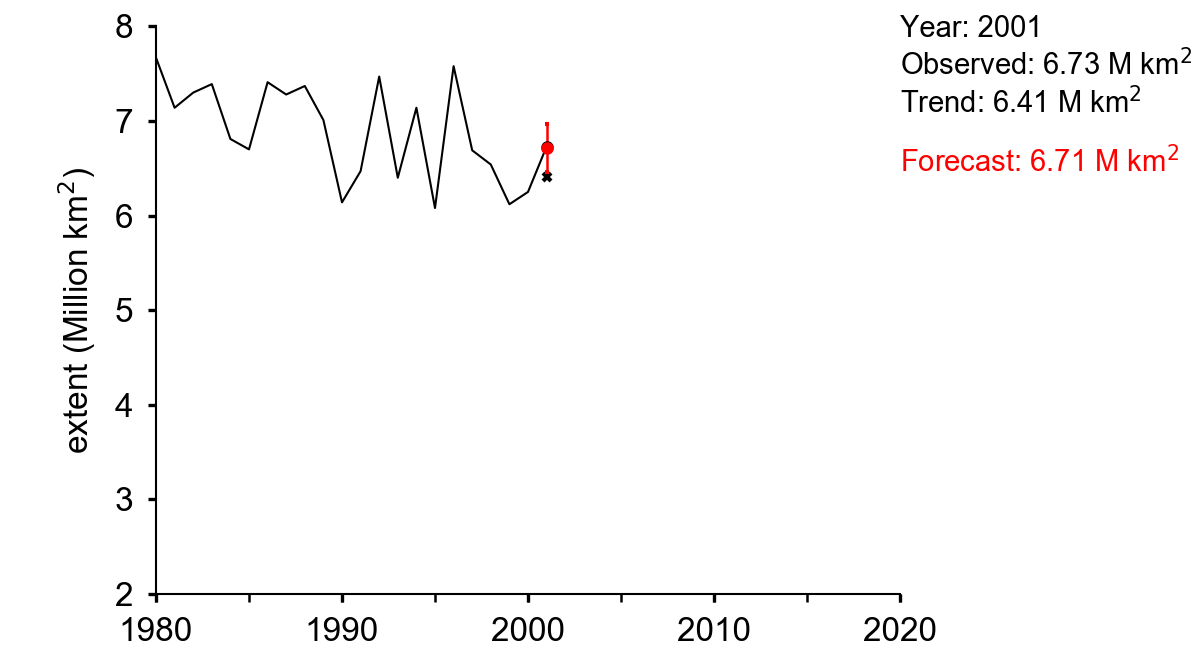 8
7
6
5
4
3
2
1980
1990
2000
2010
2020
extent (Million km²)
Year: 2001
Observed: 6.73 M km²
Trend: 6.41 M km²
Forecast: 6.71 M km²